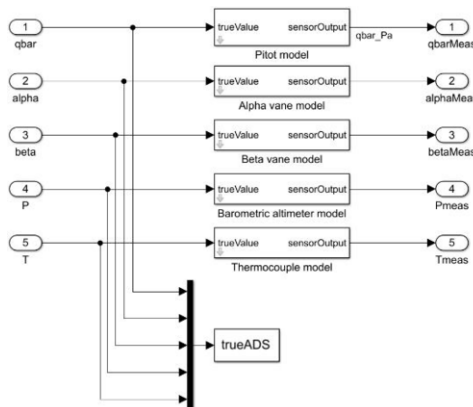 1
trueValue sensorOutput
1
qbar
Pitot model
qbar_Pa
qbarMeas
2
trueValue sensorOutput
2
alpha
Alpha vane model
alphaMeas
3
trueValue sensorOutput
3
beta
Beta vane model
betaMeas
4
trueValue sensorOutput
4
P
Barometric altimeter model
Pmeas
5
trueValue sensorOutput
5
T
Thermocouple model
Tmeas
trueADS